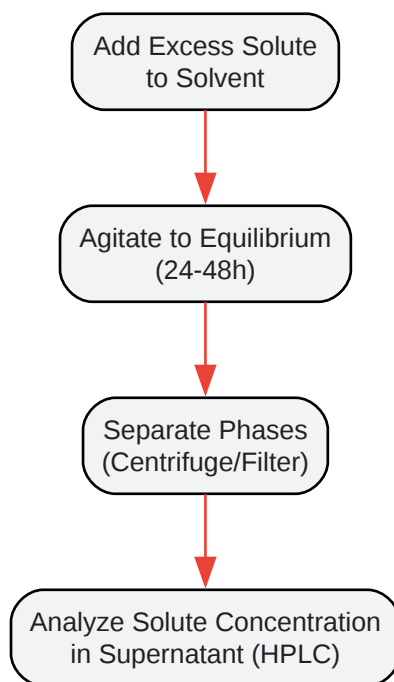 Add Excess Solute
to Solvent
Agitate to Equilibrium
(24-48h)
Separate Phases
(Centrifuge/Filter)
Analyze Solute Concentration
in Supernatant (HPLC)